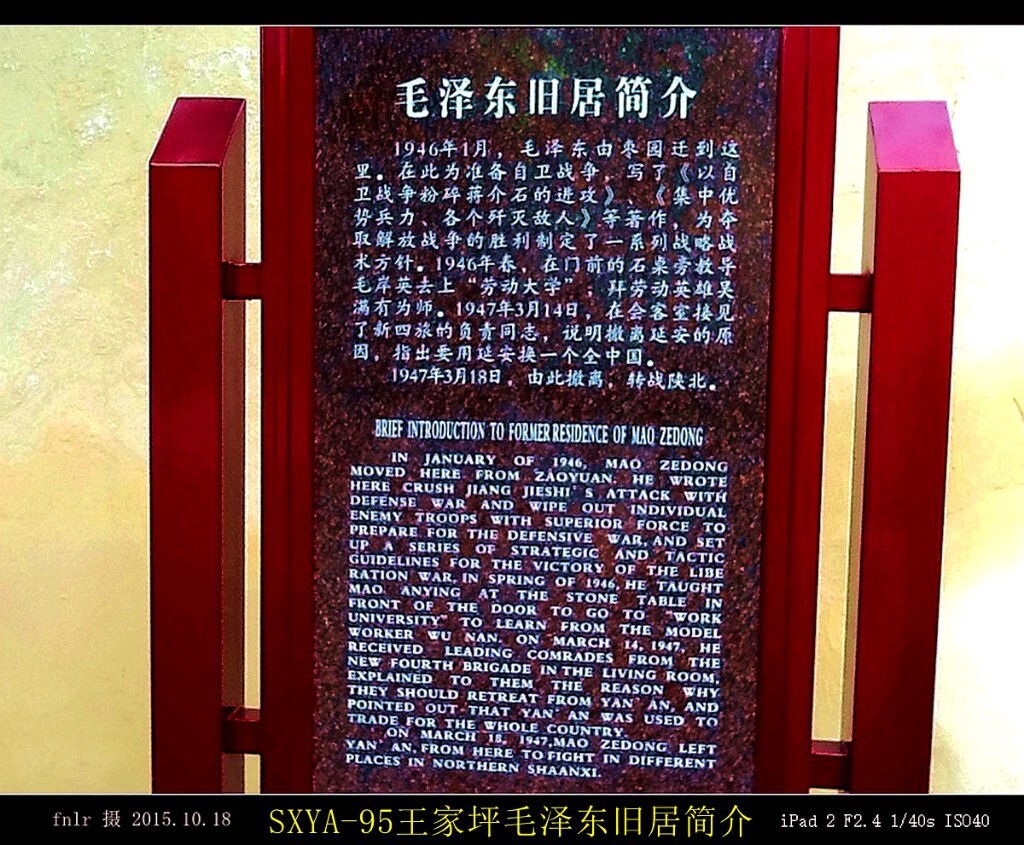 毛泽东旧居简介
1946年1月，毛泽东由枣园迁到这
里。在此为准备自卫战争，写了《以自
卫战争粉碎蒋介石的进攻》、《集中优
势兵力、各个歼灭敌人》等著作，为夺
取解放战争的胜利制定了一系列战略战
术方针。1946年春，在门前的石桌旁教导
毛岸英去上“劳动大学”，拜劳动英雄吴
满有为师。1947年3月14日，在会客室接见
了新四旅的负责同志，说明撤离延安的原
因，指出要用延安换一个全中国。
1947年3月18日，由此撤离，转战陕北。
BRIEF INTRODUCTION TO FORMER RESIDENCE OF MAO ZEDONG
IN JANUARY OF 1946, MAO ZEDONG
MOVED HERE FROM ZAOYUAN. HE WROTE
HERE CRUSH JIANG JIESHI'S ATTACK WITH
DEFENSE WAR AND WIPE OUT INDIVIDUAL
ENEMY TROOPS WITH SUPERIOR FORCE TO
PREPARE FOR THE DEFENSIVE WAR, AND SET
UP A SERIES OF STRATEGIC AND TACTIC
GUIDELINES FOR THE VICTORY OF THE LIBE
RATION WAR. IN SPRING OF 1946, HE TAUGHT
MAO ANYING AT THE STONE TABLE IN
FRONT OF THE DOOR TO GO TO "WORK
UNIVERSITY" TO LEARN FROM THE MODEL
WORKER WU NAN. ON MARCH 14, 1947, HE
RECEIVED LEADING COMRADES FROM THE
NEW FOURTH BRIGADE IN THE LIVING ROOM,
EXPLAINED TO THEM THE REASON WHY
THEY SHOULD RETREAT FROM YAN'AN, AND
POINTED OUT THAT YAN'AN WAS USED TO
TRADE FOR THE WHOLE COUNTRY.
ON MARCH 18, 1947, MAO ZEDONG LEFT
YAN'AN, FROM HERE TO FIGHT IN DIFFERENT
PLACES IN NORTHERN SHAANXI.
fnlr 摄 2015.10.18 SXYA-95王家坪毛泽东旧居简介 iPad 2 F2.4 1/40s ISO40